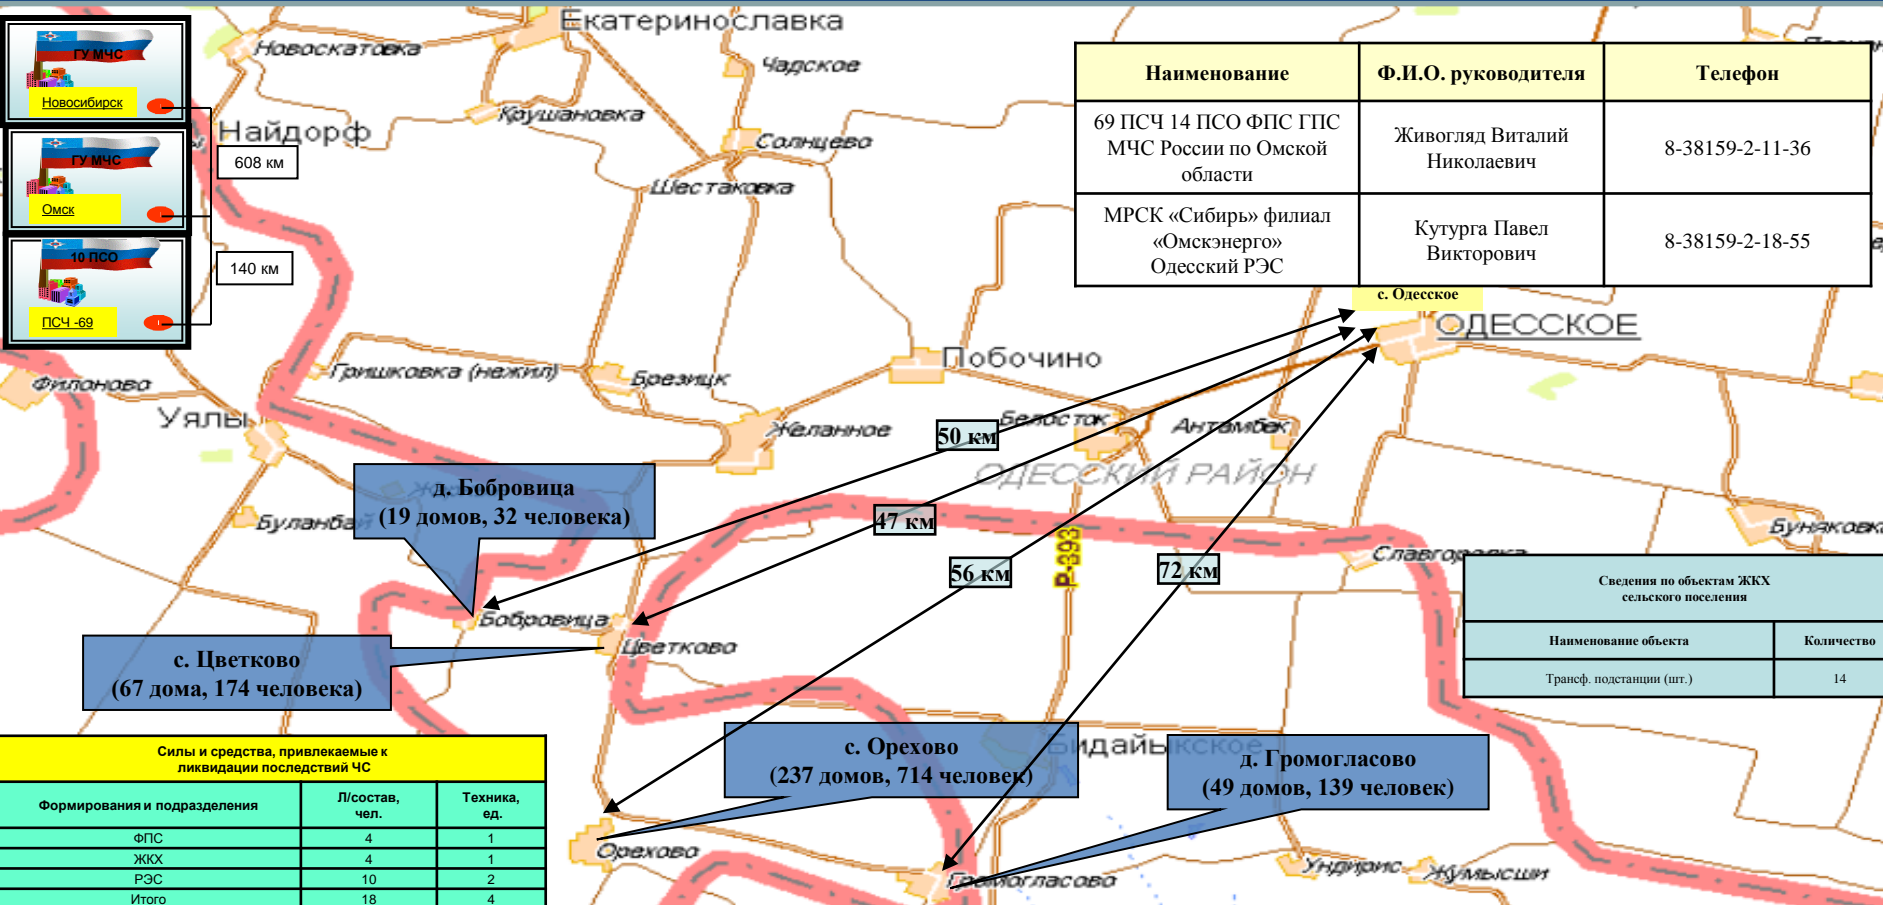 ГУ МЧС
Новосибирск
ГУ МЧС
Омск
10 ПСО
ПСЧ -69
608 км
140 км
Екатеринославка
Новоскатовка
Чадское
Крушановка
Найдорф
Солнцево
Шестаковка
Наименование
Ф.И.О. руководителя
Телефон
69 ПСЧ 14 ПСО ФПС ГПС
МЧС России по Омской
области
Живогляд Виталий
Николаевич
8-38159-2-11-36
МРСК «Сибирь» филиал
«Омскэнерго»
Одесский РЭС
Кутурга Павел
Викторович
8-38159-2-18-55
с. Одесское
ОДЕССКОЕ
Побочино
Гришковка (нежил)
Брезицк
Филоново
Уялы
Желанное
Белосток
Антамбек
ОДЕССКИЙ РАЙОН
50 км
47 км
56 км
72 км
Р-393
Буланбай
Буняковка
Славгородка
д. Бобровица
(19 домов, 32 человека)
Бобровица
Цветково
с. Цветково
(67 дома, 174 человека)
Сведения по объектам ЖКХ
сельского поселения
Наименование объекта
Количество
Трансф. подстанции (шт.)
14
с. Орехово
(237 домов, 714 человек)
Бидайыкское
д. Громогласово
(49 домов, 139 человек)
Силы и средства, привлекаемые к
ликвидации последствий ЧС
Формирования и подразделения
Л/состав,
чел.
Техника,
ед.
ФПС
4
1
ЖКХ
4
1
РЭС
10
2
Итого
18
4
Орехово
Громогласово
Ундирис
Жумысши